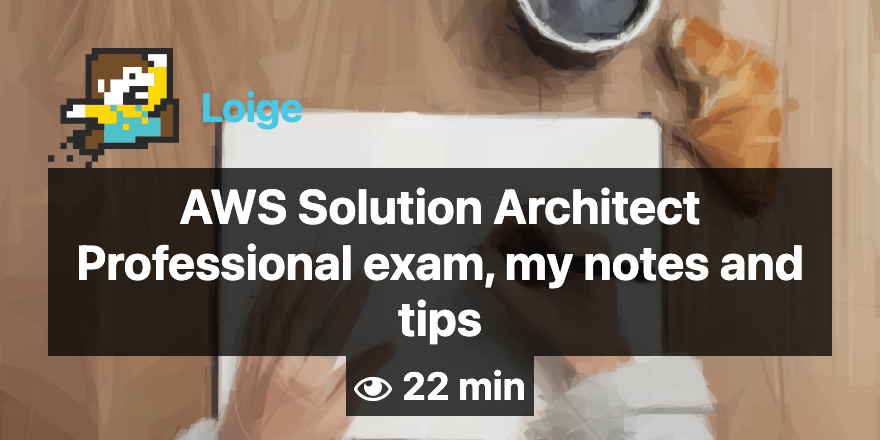 Loige
AWS Solution Architect
Professional exam, my notes and
tips
22 min